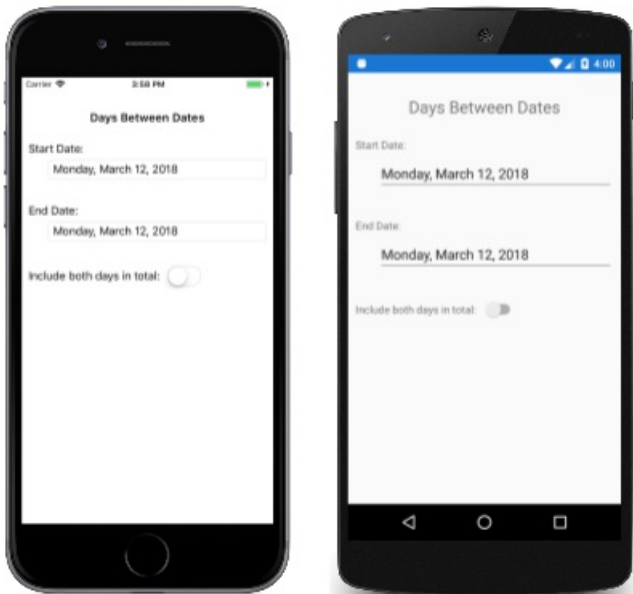 Carrier 3:58 PM
Days Between Dates
Start Date:
Monday, March 12, 2018
End Date:
Monday, March 12, 2018
Include both days in total:
4:00
Days Between Dates
Start Date:
Monday, March 12, 2018
End Date:
Monday, March 12, 2018
Include both days in total: